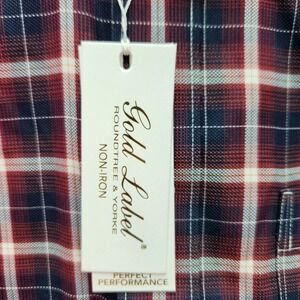 Gold Label®
ROUNDTREE & YORKE
NON-IRON
PERFECT
PERFORMANCE